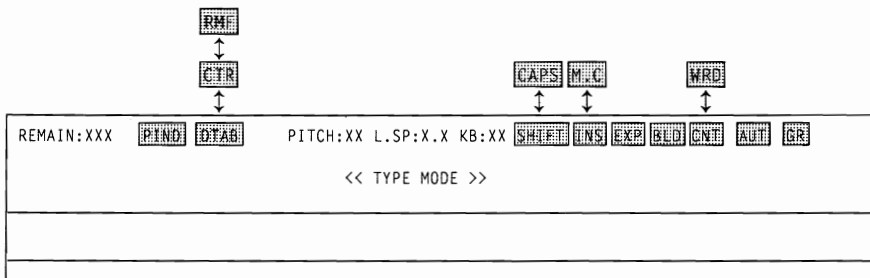 RMF
CTR CAPS M.C WRD
REMAIN:XXX PIND DTAB PITCH:XX L.SP:X.X KB:XX SHIFT INS EXP BLD CNT AUT GR
<< TYPE MODE >>